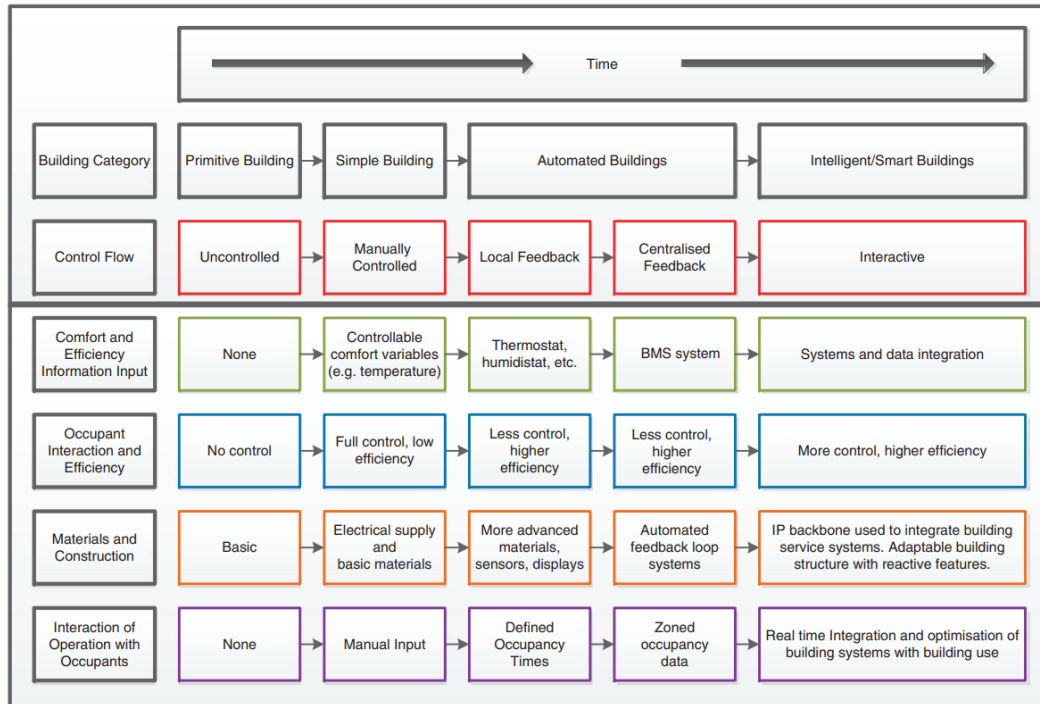 Time
Building Category
Primitive Building
Simple Building
Automated Buildings
Intelligent/Smart Buildings
Control Flow
Uncontrolled
Manually
Controlled
Local Feedback
Centralised
Feedback
Interactive
Comfort and
Efficiency
Information Input
None
Controllable
comfort variables
(e.g. temperature)
Thermostat,
humidistat, etc.
BMS system
Systems and data integration
Occupant
Interaction and
Efficiency
No control
Full control, low
efficiency
Less control,
higher
efficiency
Less control,
higher
efficiency
More control, higher efficiency
Materials and
Construction
Basic
Electrical supply
and
basic materials
More advanced
materials,
sensors, displays
Automated
feedback loop
systems
IP backbone used to integrate building
service systems. Adaptable building
structure with reactive features.
Interaction of
Operation with
Occupants
None
Manual Input
Defined
Occupancy
Times
Zoned
occupancy
data
Real time Integration and optimisation of
building systems with building use